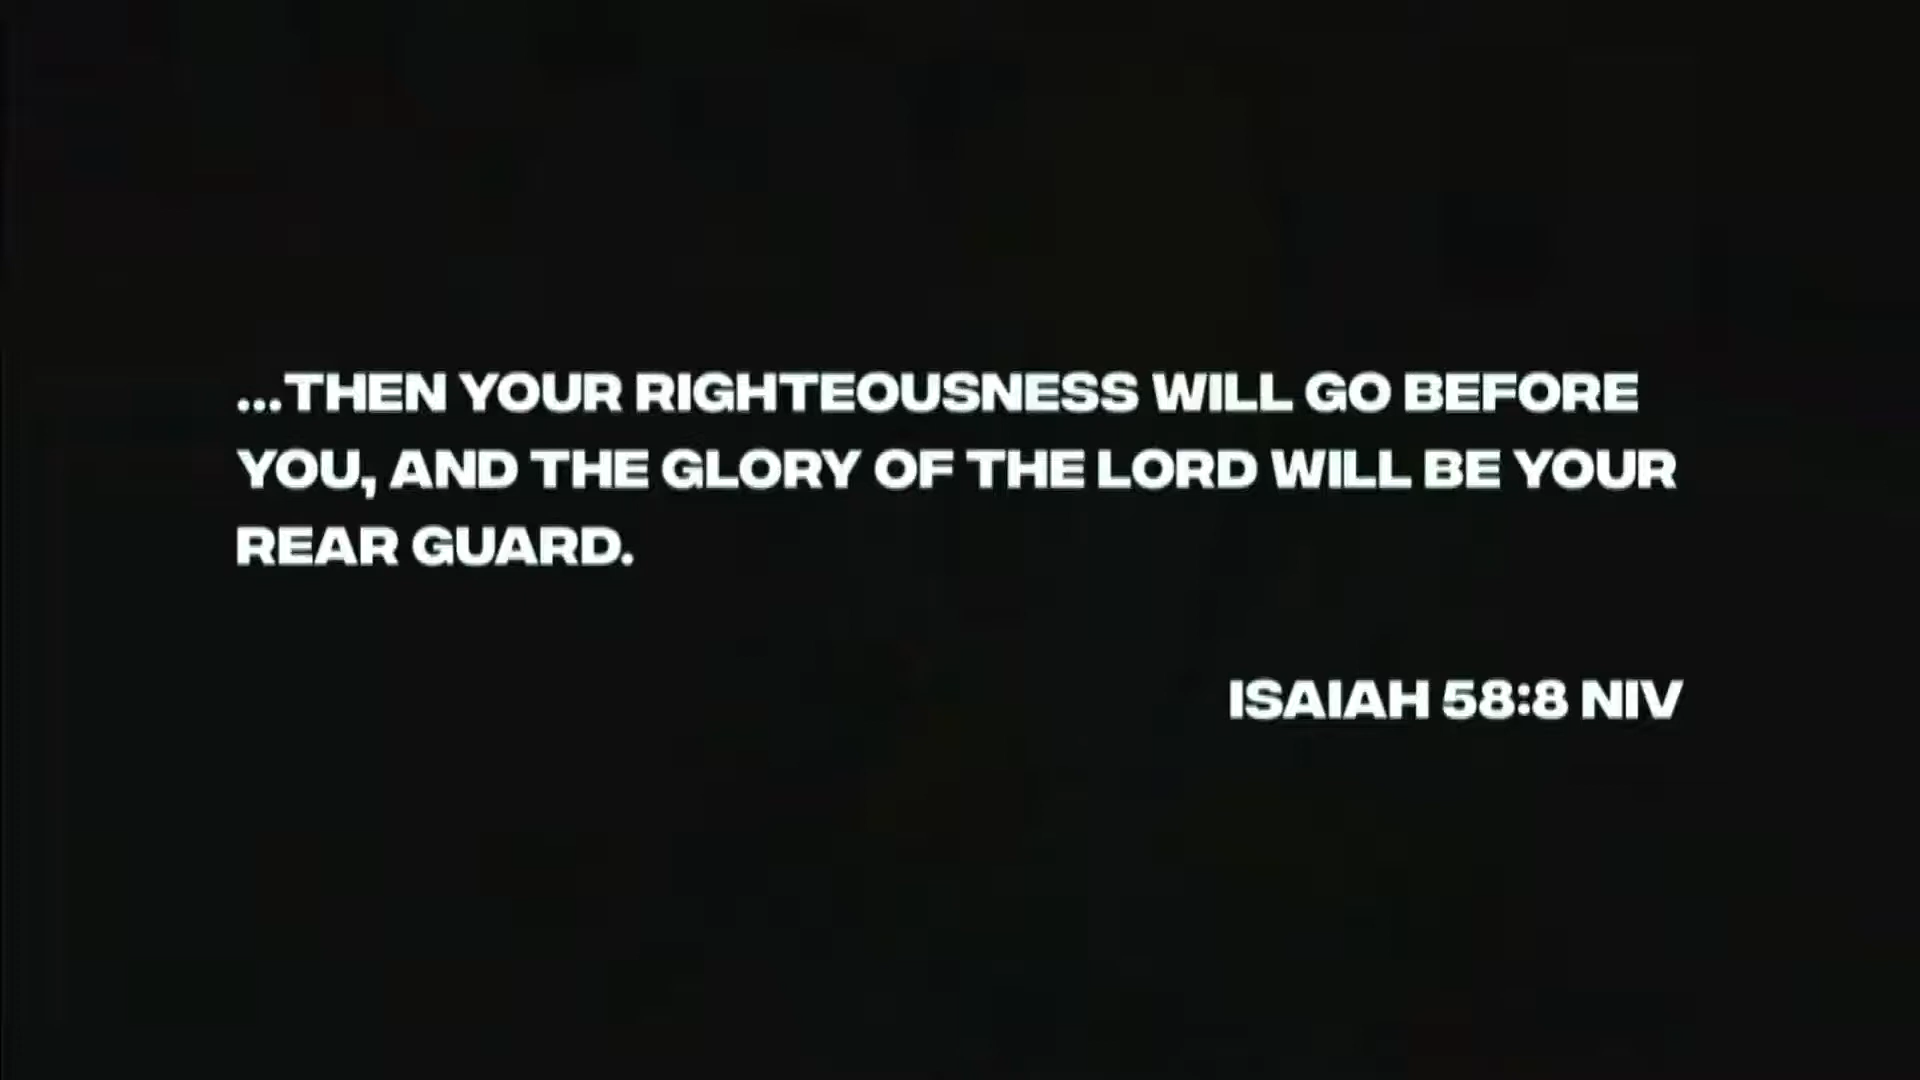 ...THEN YOUR RIGHTEOUSNESS WILL GO BEFORE
YOU, AND THE GLORY OF THE LORD WILL BE YOUR
REAR GUARD.
ISAIAH 58:8 NIV